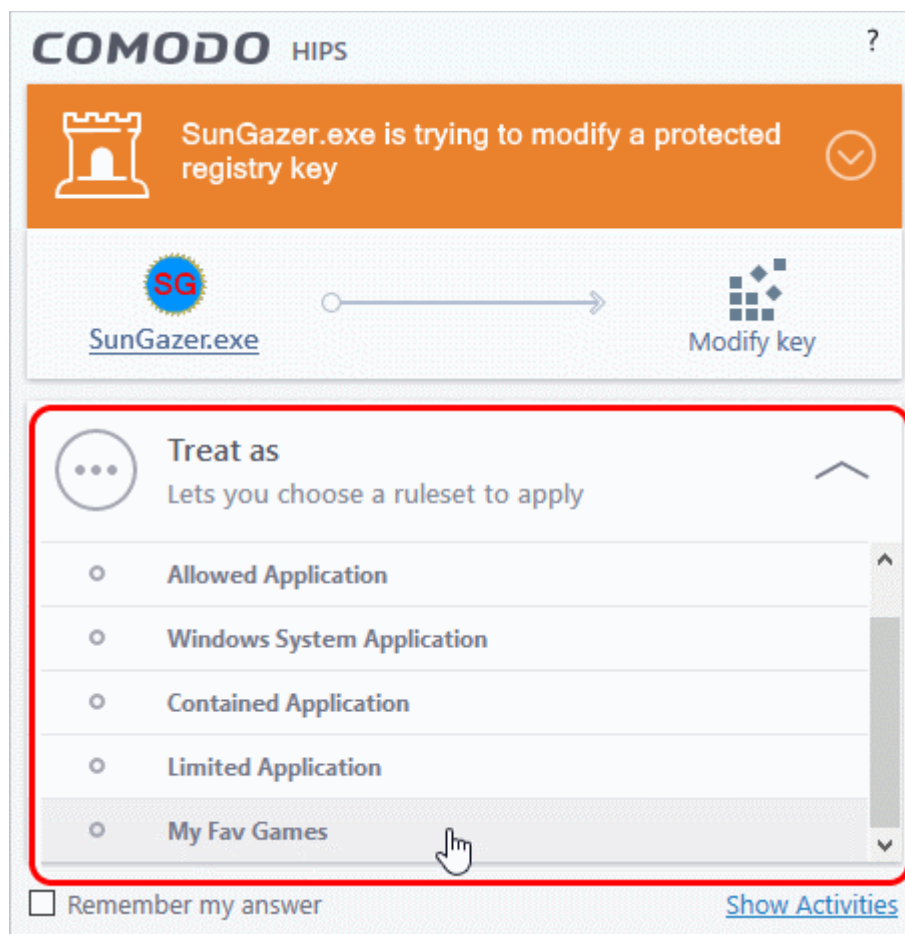 COMODO HIPS ?
SunGazer.exe is trying to modify a protected
registry key
SG
SunGazer.exe Modify key
Treat as
Lets you choose a ruleset to apply
Allowed Application
Windows System Application
Contained Application
Limited Application
My Fav Games
Remember my answer Show Activities